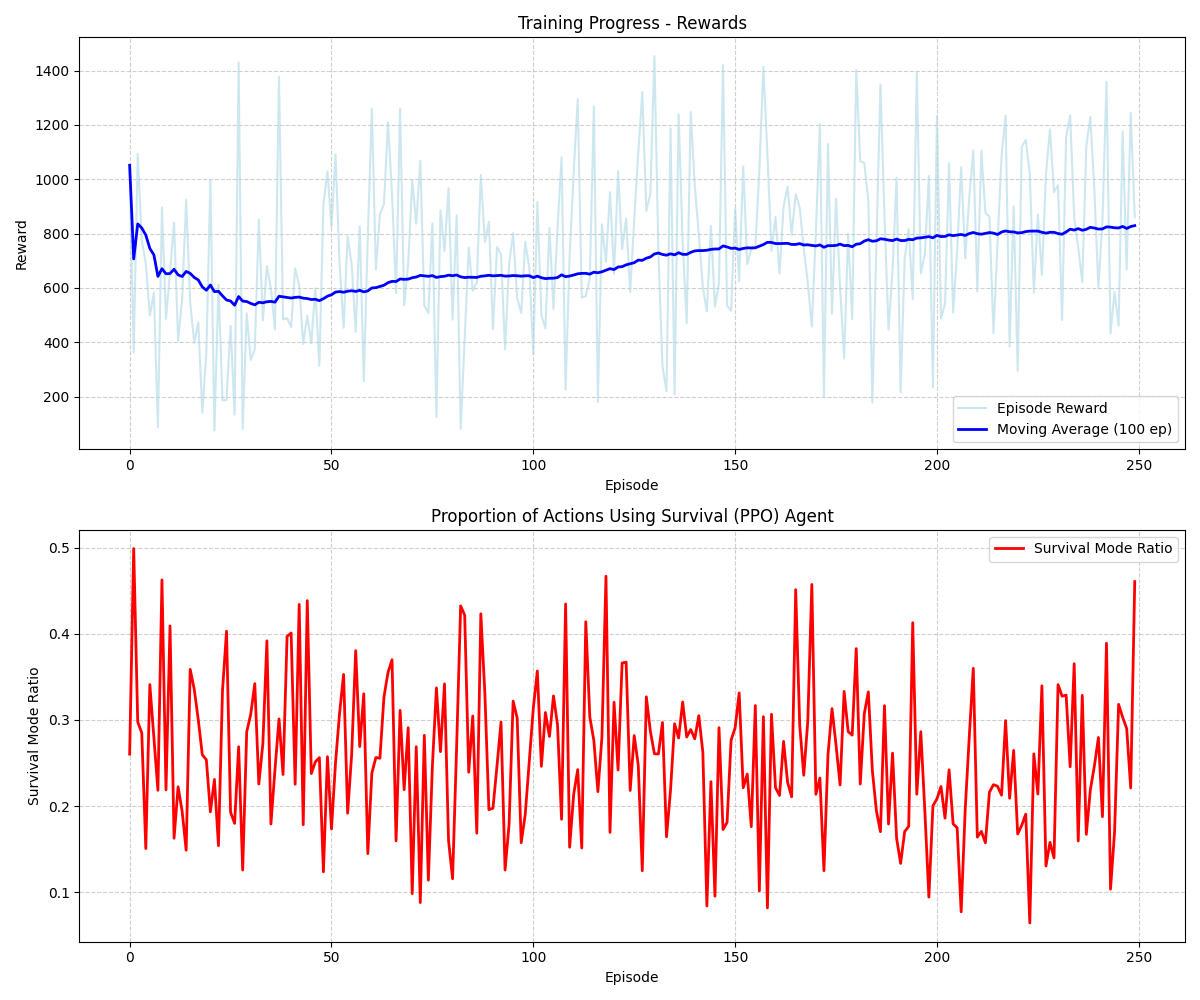 Training Progress - Rewards
Reward
1400
1200
1000
800
600
400
200
Episode Reward
Moving Average (100 ep)
0 50 100 150 200 250
Episode
Proportion of Actions Using Survival (PPO) Agent
Survival Mode Ratio
0.5
0.4
0.3
0.2
0.1
Survival Mode Ratio
0 50 100 150 200 250
Episode